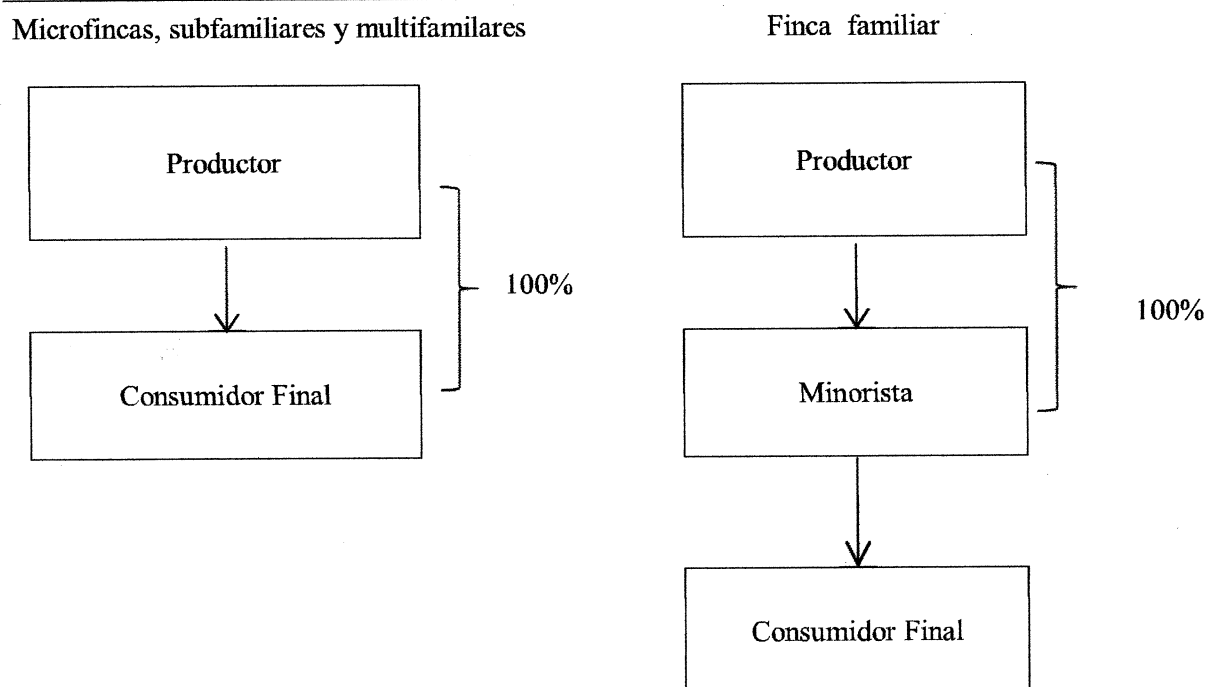 Microfincas, subfamiliares y multifamilares
Productor
100%
Consumidor Final
Finca familiar
Productor
100%
Minorista
Consumidor Final